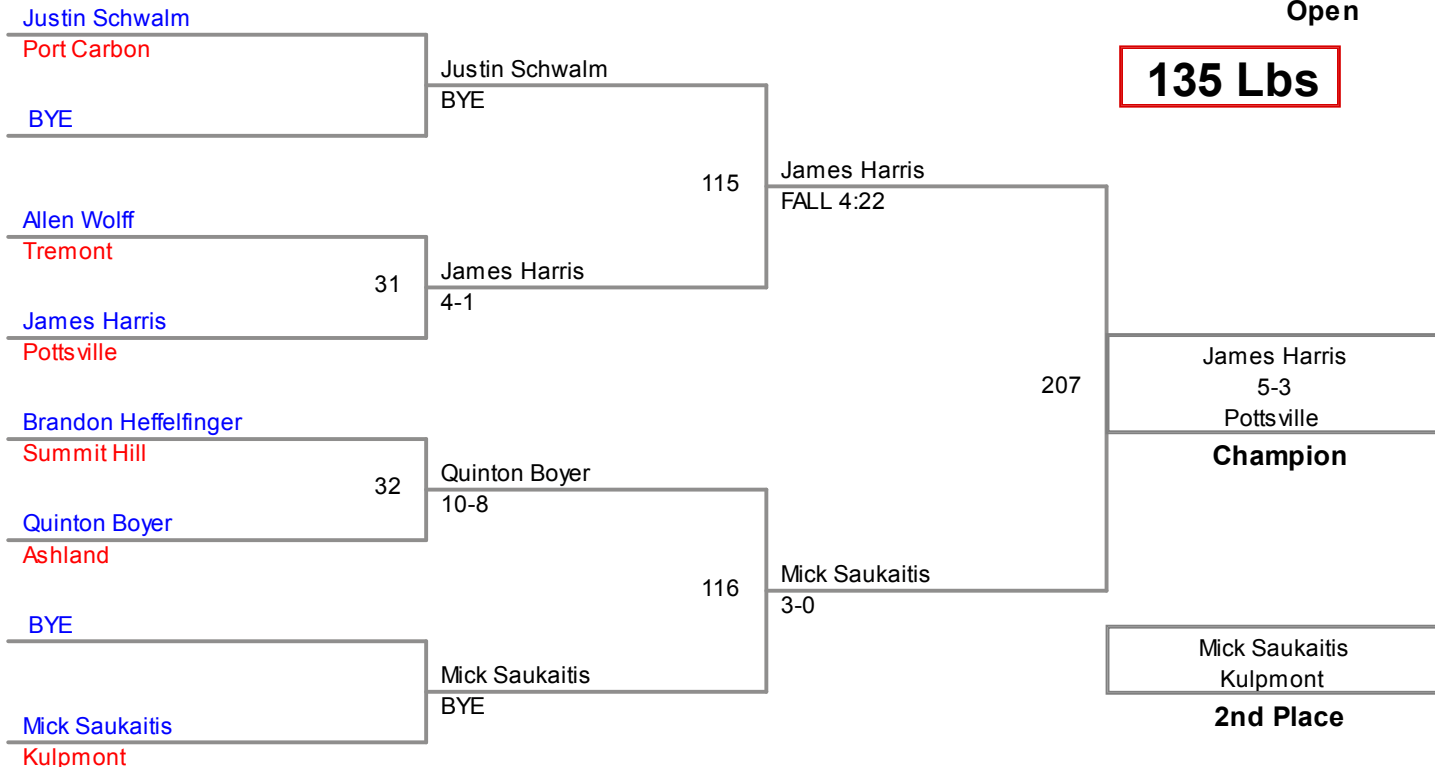 Open
135 Lbs
Justin Schwalm
Port Carbon
BYE
Allen Wolff
Tremont
31
James Harris
Pottsville
Brandon Heffelfinger
Summit Hill
32
Quinton Boyer
Ashland
BYE
Mick Saukaitis
Kulpmont
Justin Schwalm
BYE
115
James Harris
4-1
Quinton Boyer
10-8
116
Mick Saukaitis
BYE
James Harris
FALL 4:22
207
Mick Saukaitis
3-0
James Harris
5-3
Pottsville
Champion
Mick Saukaitis
Kulpmont
2nd Place